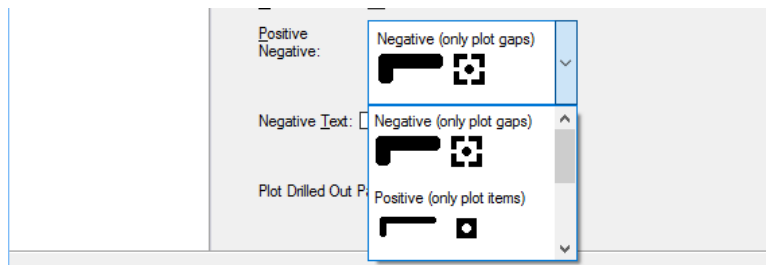 Positive
Negative:
Negative (only plot gaps)
Negative Text:
Negative (only plot gaps)
Plot Drilled Out
Positive (only plot items)